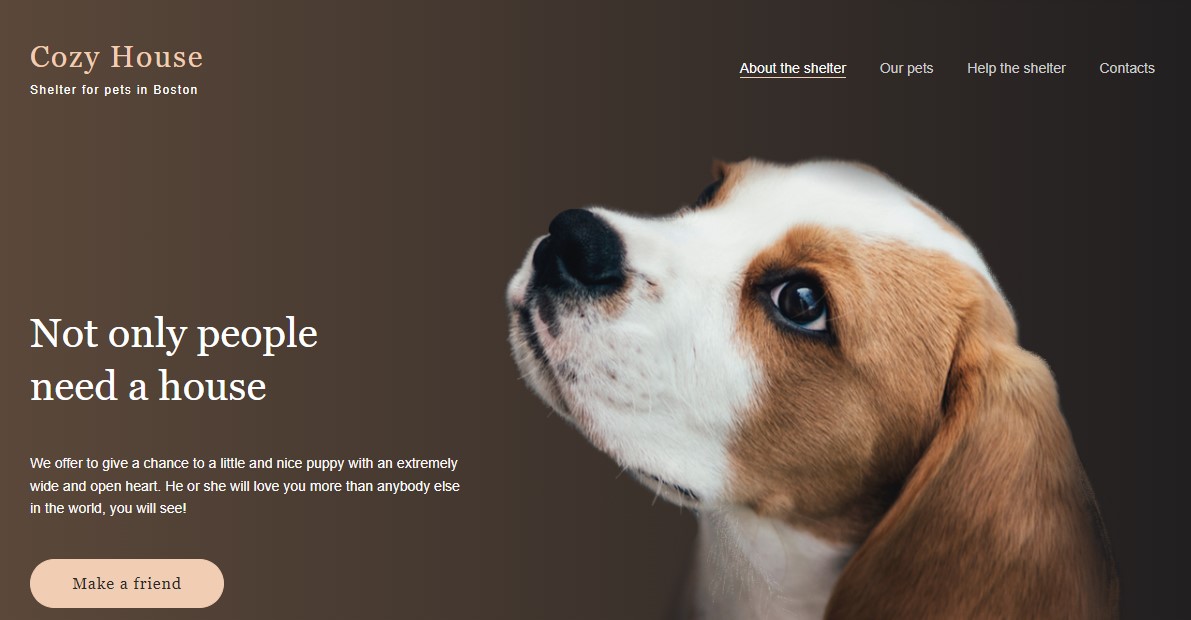 Cozy House
Shelter for pets in Boston
About the shelter
Our pets
Help the shelter
Contacts
Not only people
need a house
We offer to give a chance to a little and nice puppy with an extremely
wide and open heart. He or she will love you more than anybody else
in the world, you will see!
Make a friend